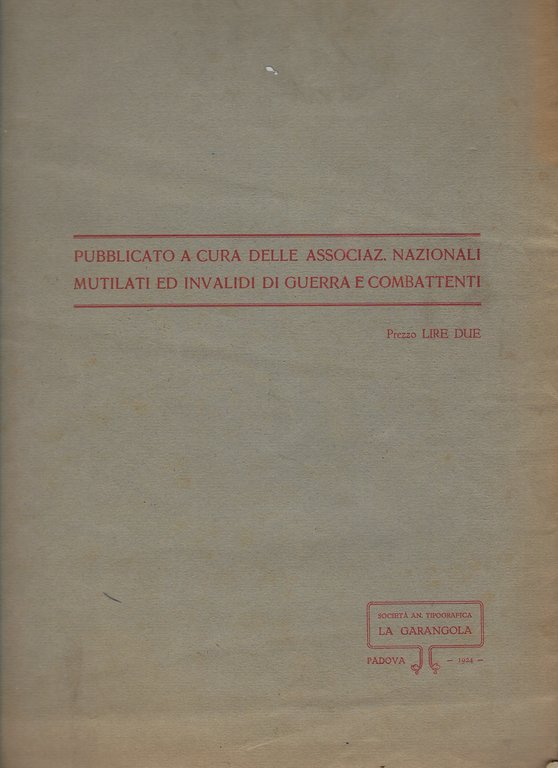 PUBBLICATO A CURA DELLE ASSOCIAZ. NAZIONALI
MUTILATI ED INVALIDI DI GUERRA E COMBATTENTI
Prezzo LIRE DUE
SOCIETÀ AN. TIPOGRAFICA
LA GARANGOLA
PADOVA – 1924 –